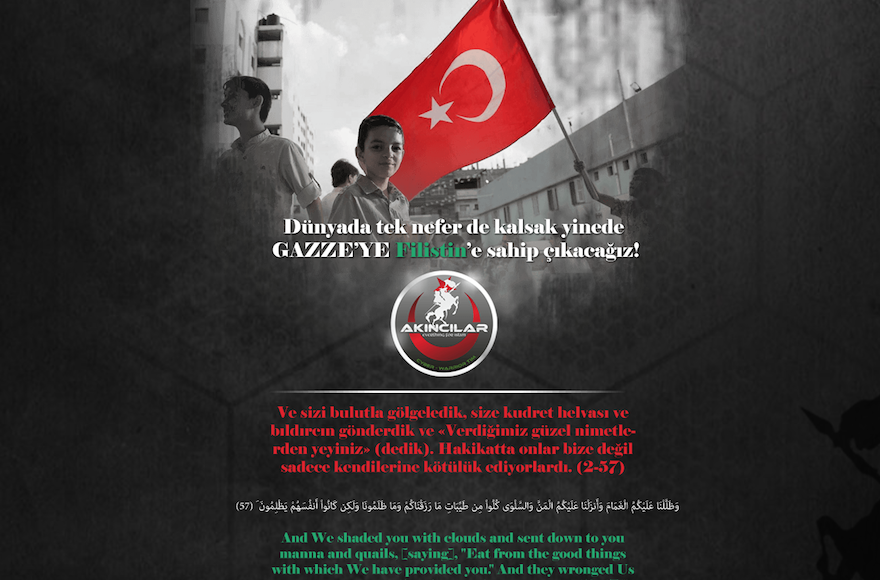 Dünyada tek nefer de kalsak yinede
GAZZE'YE Filistin'e sahip çıkacağız!
AKINCILAR
Ve sizi bulutla gölgeledik, size kudret helvası ve
bıldırcın gönderdik ve «Verdiğimiz güzel nimetle-
rden yeyiniz» (dedik). Hakikatta onlar bize değil
sadece kendilerine kötülük ediyorlardı. (2-57)
وَظَلَّلْنَا عَلَيْكُمُ الْغَمَامَ وَأَنزَلْنَا عَلَيْكُمُ الْمَنَّ وَالسَّلْوَى كُلُواْ مِن طَيِّبَاتِ مَا رَزَقْنَاكُمْ وَمَا ظَلَمُونَا وَلَكِن كَانُواْ أَنفُسَهُمْ يَظْلِمُونَ (57)
And We shaded you with clouds and sent down to you
manna and quails, [saying], "Eat from the good things
with which We have provided you." And they wronged Us